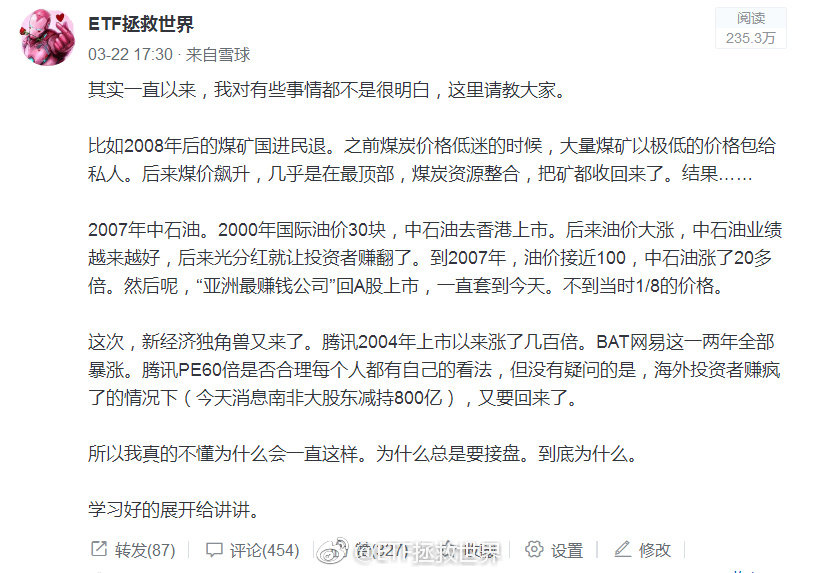 ETF拯救世界
阅读
235.3万
03-22 17:30 · 来自雪球
其实一直以来，我对有些事情都不是很明白，这里请教大家。
比如2008年后的煤矿国进民退。之前煤炭价格低迷的时候，大量煤矿以极低的价格包给
私人。后来煤价飙升，几乎是在最顶部，煤炭资源整合，把矿都收回来了。结果……
2007年中石油。2000年国际油价30块，中石油去香港上市。后来油价大涨，中石油业绩
越来越好，后来光分红就让投资者赚翻了。到2007年，油价接近100，中石油涨了20多
倍。然后呢，“亚洲最赚钱公司”回A股上市，一直套到今天。不到当时1/8的价格。
这次，新经济独角兽又来了。腾讯2004年上市以来涨了几百倍。BAT网易这一两年全部
暴涨。腾讯PE60倍是否合理每个人都有自己的看法，但没有疑问的是，海外投资者赚疯
了的情况下（今天消息南非大股东减持800亿），又要回来了。
所以我真的不懂为什么会一直这样。为什么总是要接盘。到底为什么。
学习好的展开给讲讲。
转发(87) 评论(454) 赞(327) 收藏 设置 修改
@ETF拯救世界